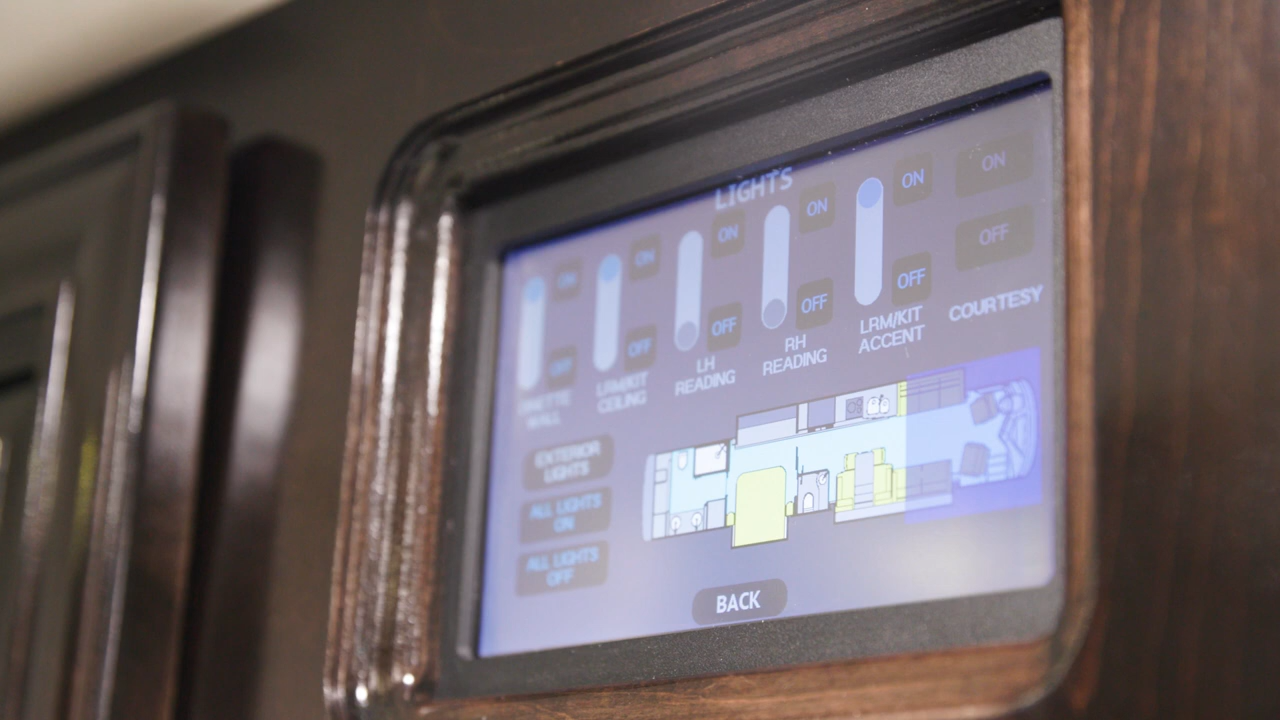 LIGHTS
ON
OFF
WALL
ON
OFF
LRM/KIT
CEILING
ON
OFF
LH
READING
ON
OFF
RH
READING
ON
OFF
LRM/KIT
ACCENT
ON
OFF
COURTESY
EXTERIOR
LIGHTS
ALL LIGHTS
ON
ALL LIGHTS
OFF
BACK